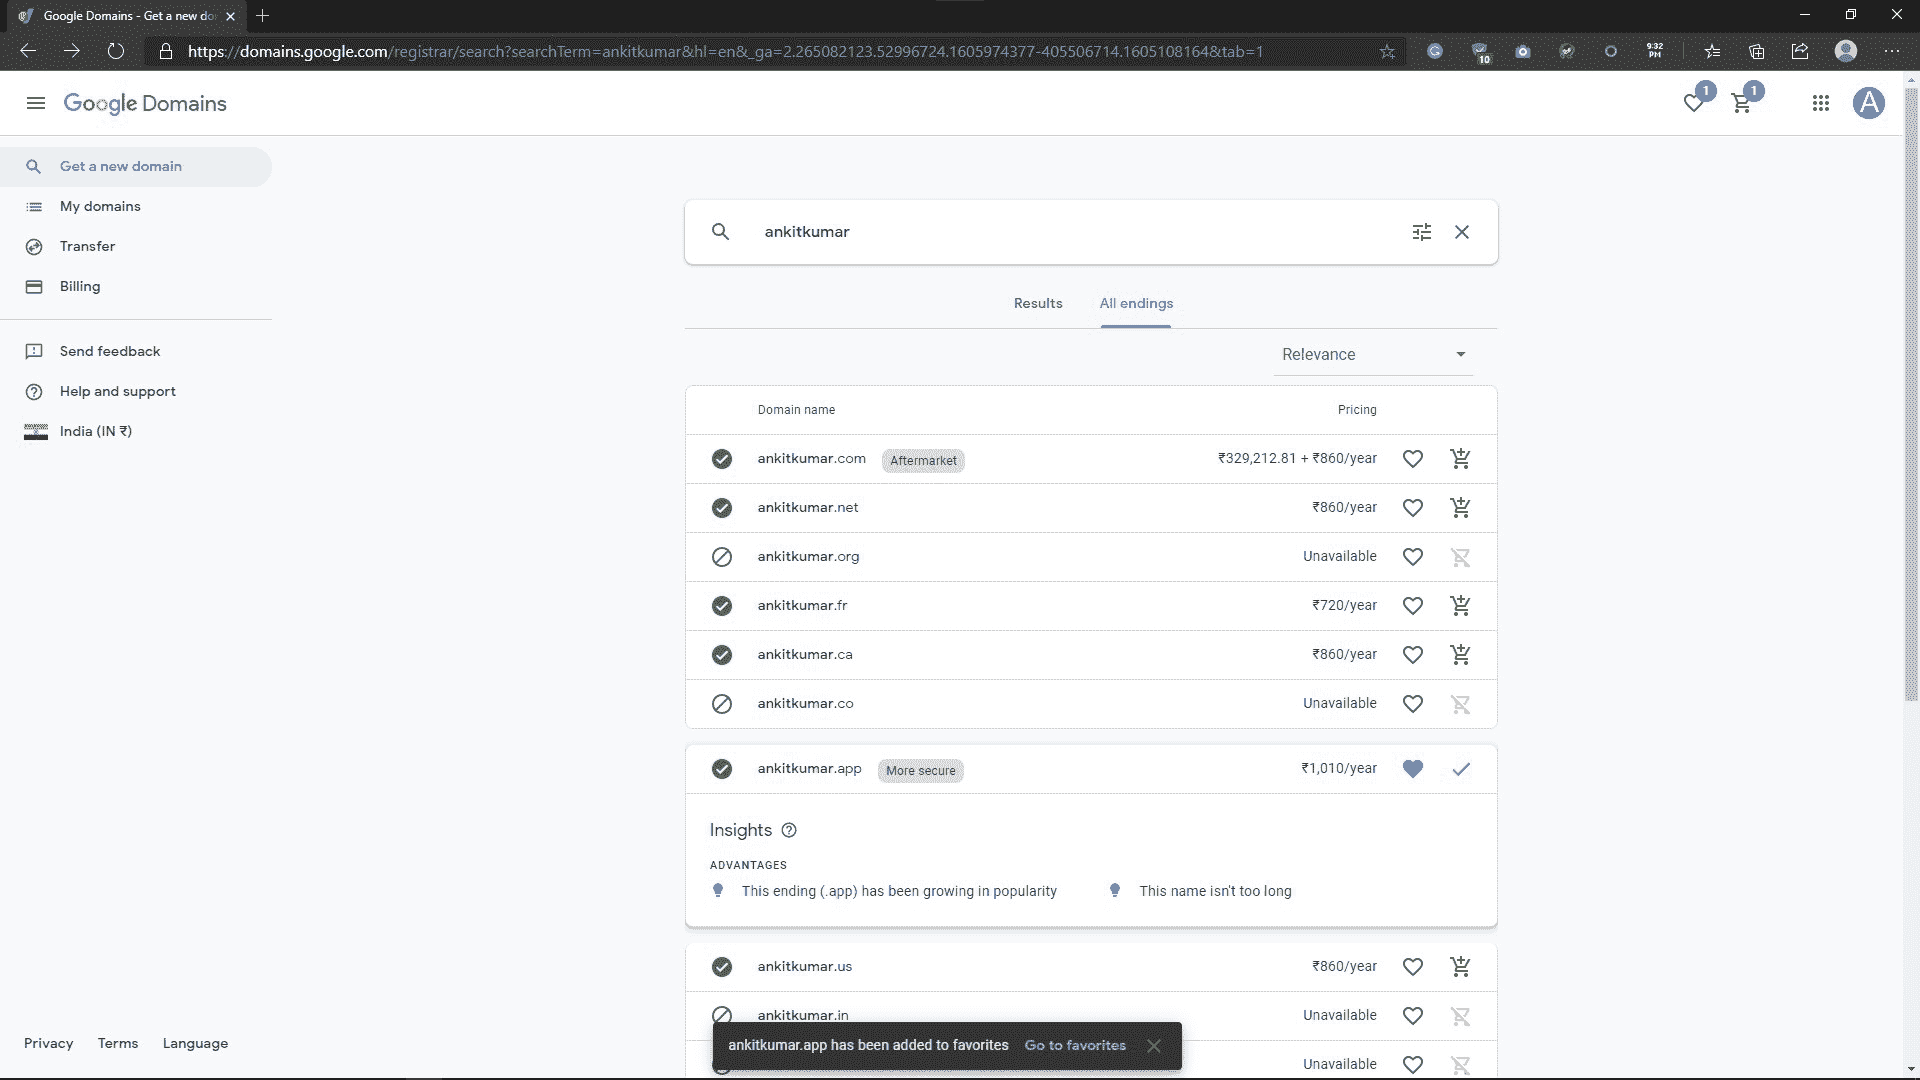 Google Domains - Get a new do
https://domains.google.com/registrar/search?searchTerm=ankitkumar&hl=en&_ga=2.265082123.52996724.1605974377-405506714.1605108164&tab=1
10
9:32 PM
Google Domains
1
1
A
Get a new domain
My domains
Transfer
Billing
Send feedback
Help and support
India (IN ₹)
ankitkumar
Results All endings
Relevance
Domain name Pricing
ankitkumar.com Aftermarket ₹329,212.81 + ₹860/year
ankitkumar.net ₹860/year
ankitkumar.org Unavailable
ankitkumar.fr ₹720/year
ankitkumar.ca ₹860/year
ankitkumar.co Unavailable
ankitkumar.app More secure ₹1,010/year
Insights
ADVANTAGES
This ending (.app) has been growing in popularity This name isn't too long
ankitkumar.us ₹860/year
ankitkumar.in Unavailable
ankitkumar.app has been added to favorites Go to favorites
Unavailable
Privacy Terms Language